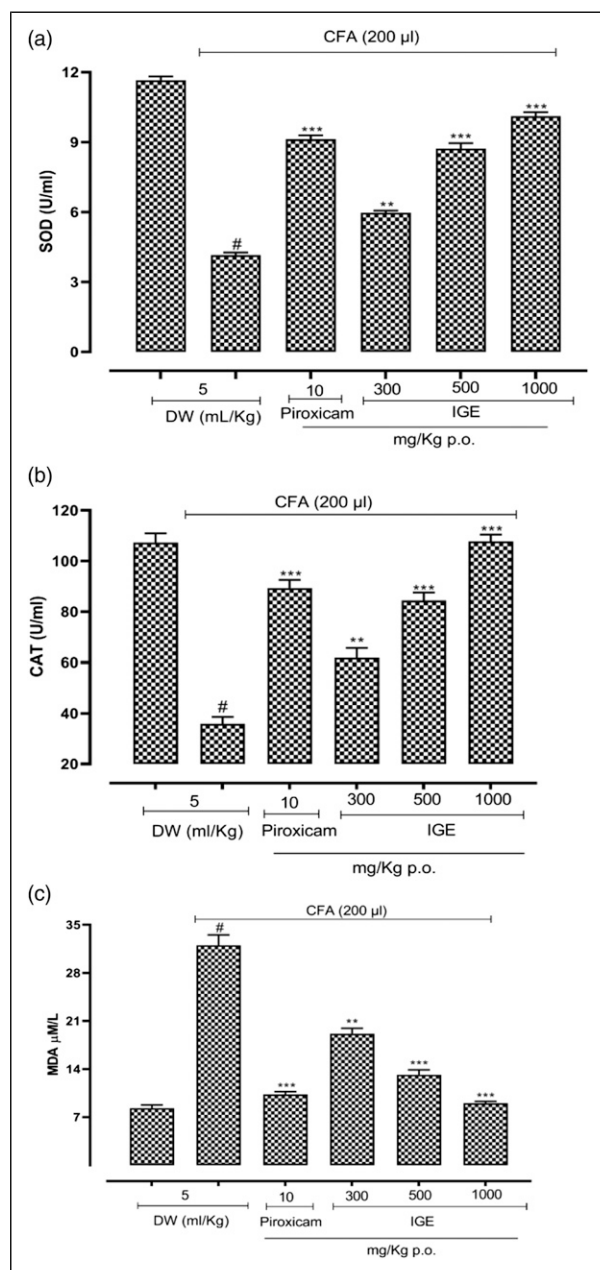 (a)
CFA (200 µl)
12
9
6
3
0
SOD (U/ml)
#
***
**
***
***
5
10
300
500
1000
DW (mL/Kg)
Piroxicam
IGE
mg/Kg p.o.
(b)
CFA (200 µl)
120
100
80
60
40
20
CAT (U/ml)
#
***
**
***
***
5
10
300
500
1000
DW (ml/Kg)
Piroxicam
IGE
mg/Kg p.o.
(c)
CFA (200 µl)
35
21
14
7
MDA µM/L
#
***
**
***
***
5
10
300
500
1000
DW (ml/Kg)
Piroxicam
IGE
mg/Kg p.o.